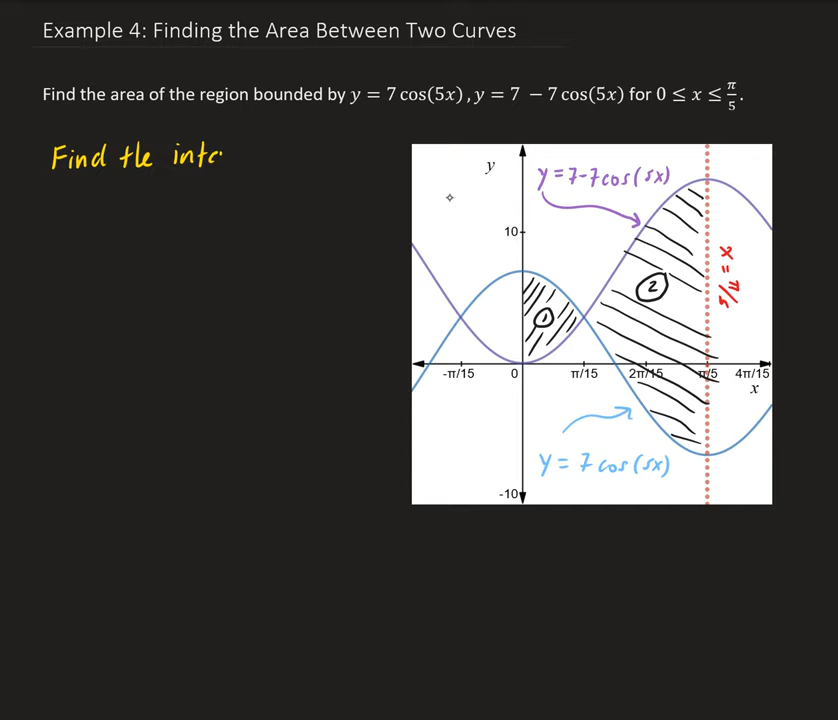 Example 4: Finding the Area Between Two Curves
Find the area of the region bounded by y = 7 cos(5x), y = 7 − 7 cos(5x) for 0 ≤ x ≤ π/5.
Find the inte
y
y = 7-7cos(5x)
10
x = π/5
2
1
-π/15 0 π/15 2π/15 π/5 4π/15
x
y = 7 cos(5x)
-10